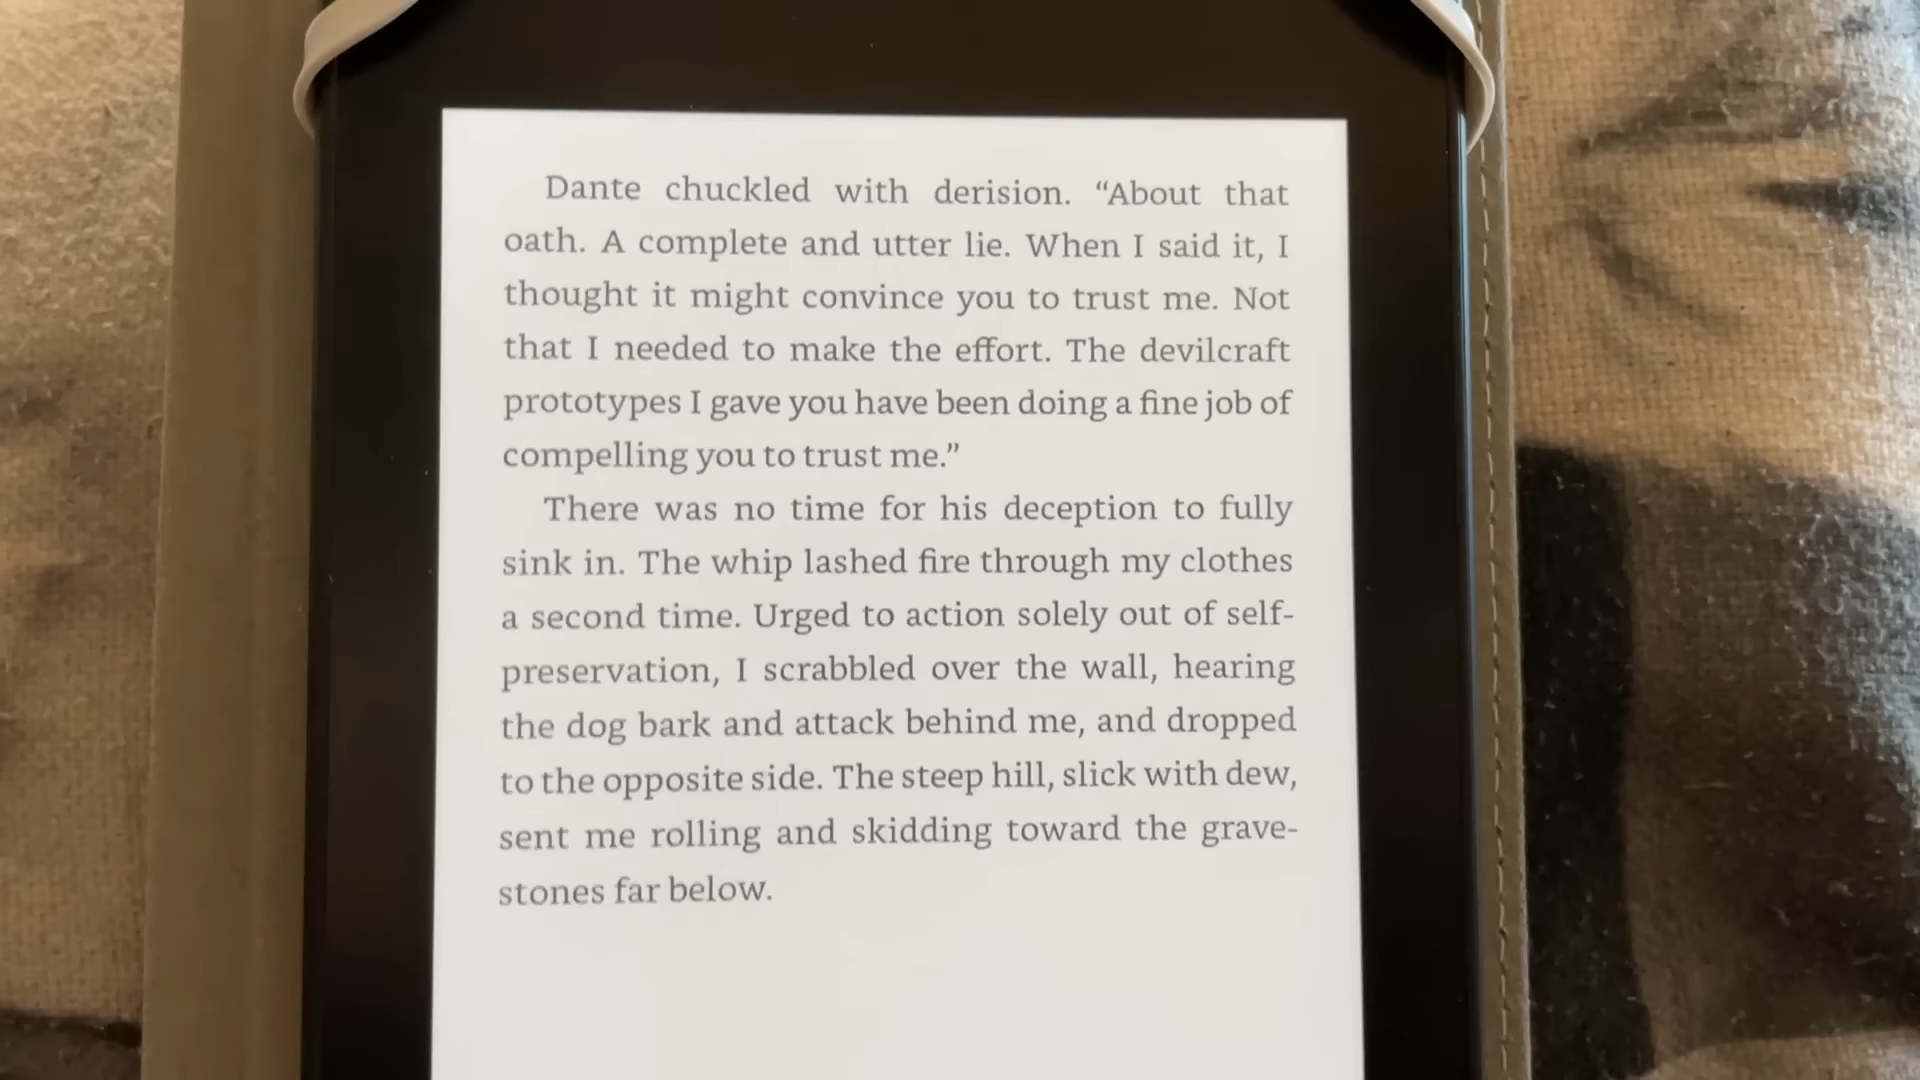 Dante chuckled with derision. “About that
oath. A complete and utter lie. When I said it, I
thought it might convince you to trust me. Not
that I needed to make the effort. The devilcraft
prototypes I gave you have been doing a fine job of
compelling you to trust me.”
There was no time for his deception to fully
sink in. The whip lashed fire through my clothes
a second time. Urged to action solely out of self-
preservation, I scrabbled over the wall, hearing
the dog bark and attack behind me, and dropped
to the opposite side. The steep hill, slick with dew,
sent me rolling and skidding toward the grave-
stones far below.